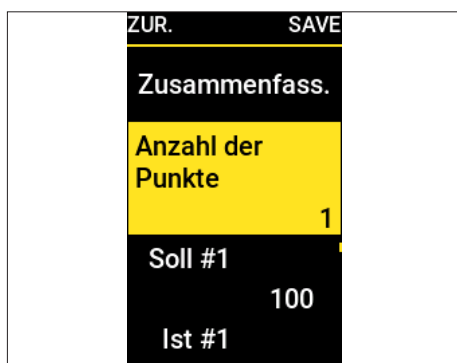 ZUR. SAVE
Zusammenfass.
Anzahl der
Punkte
1
Soll #1
100
Ist #1